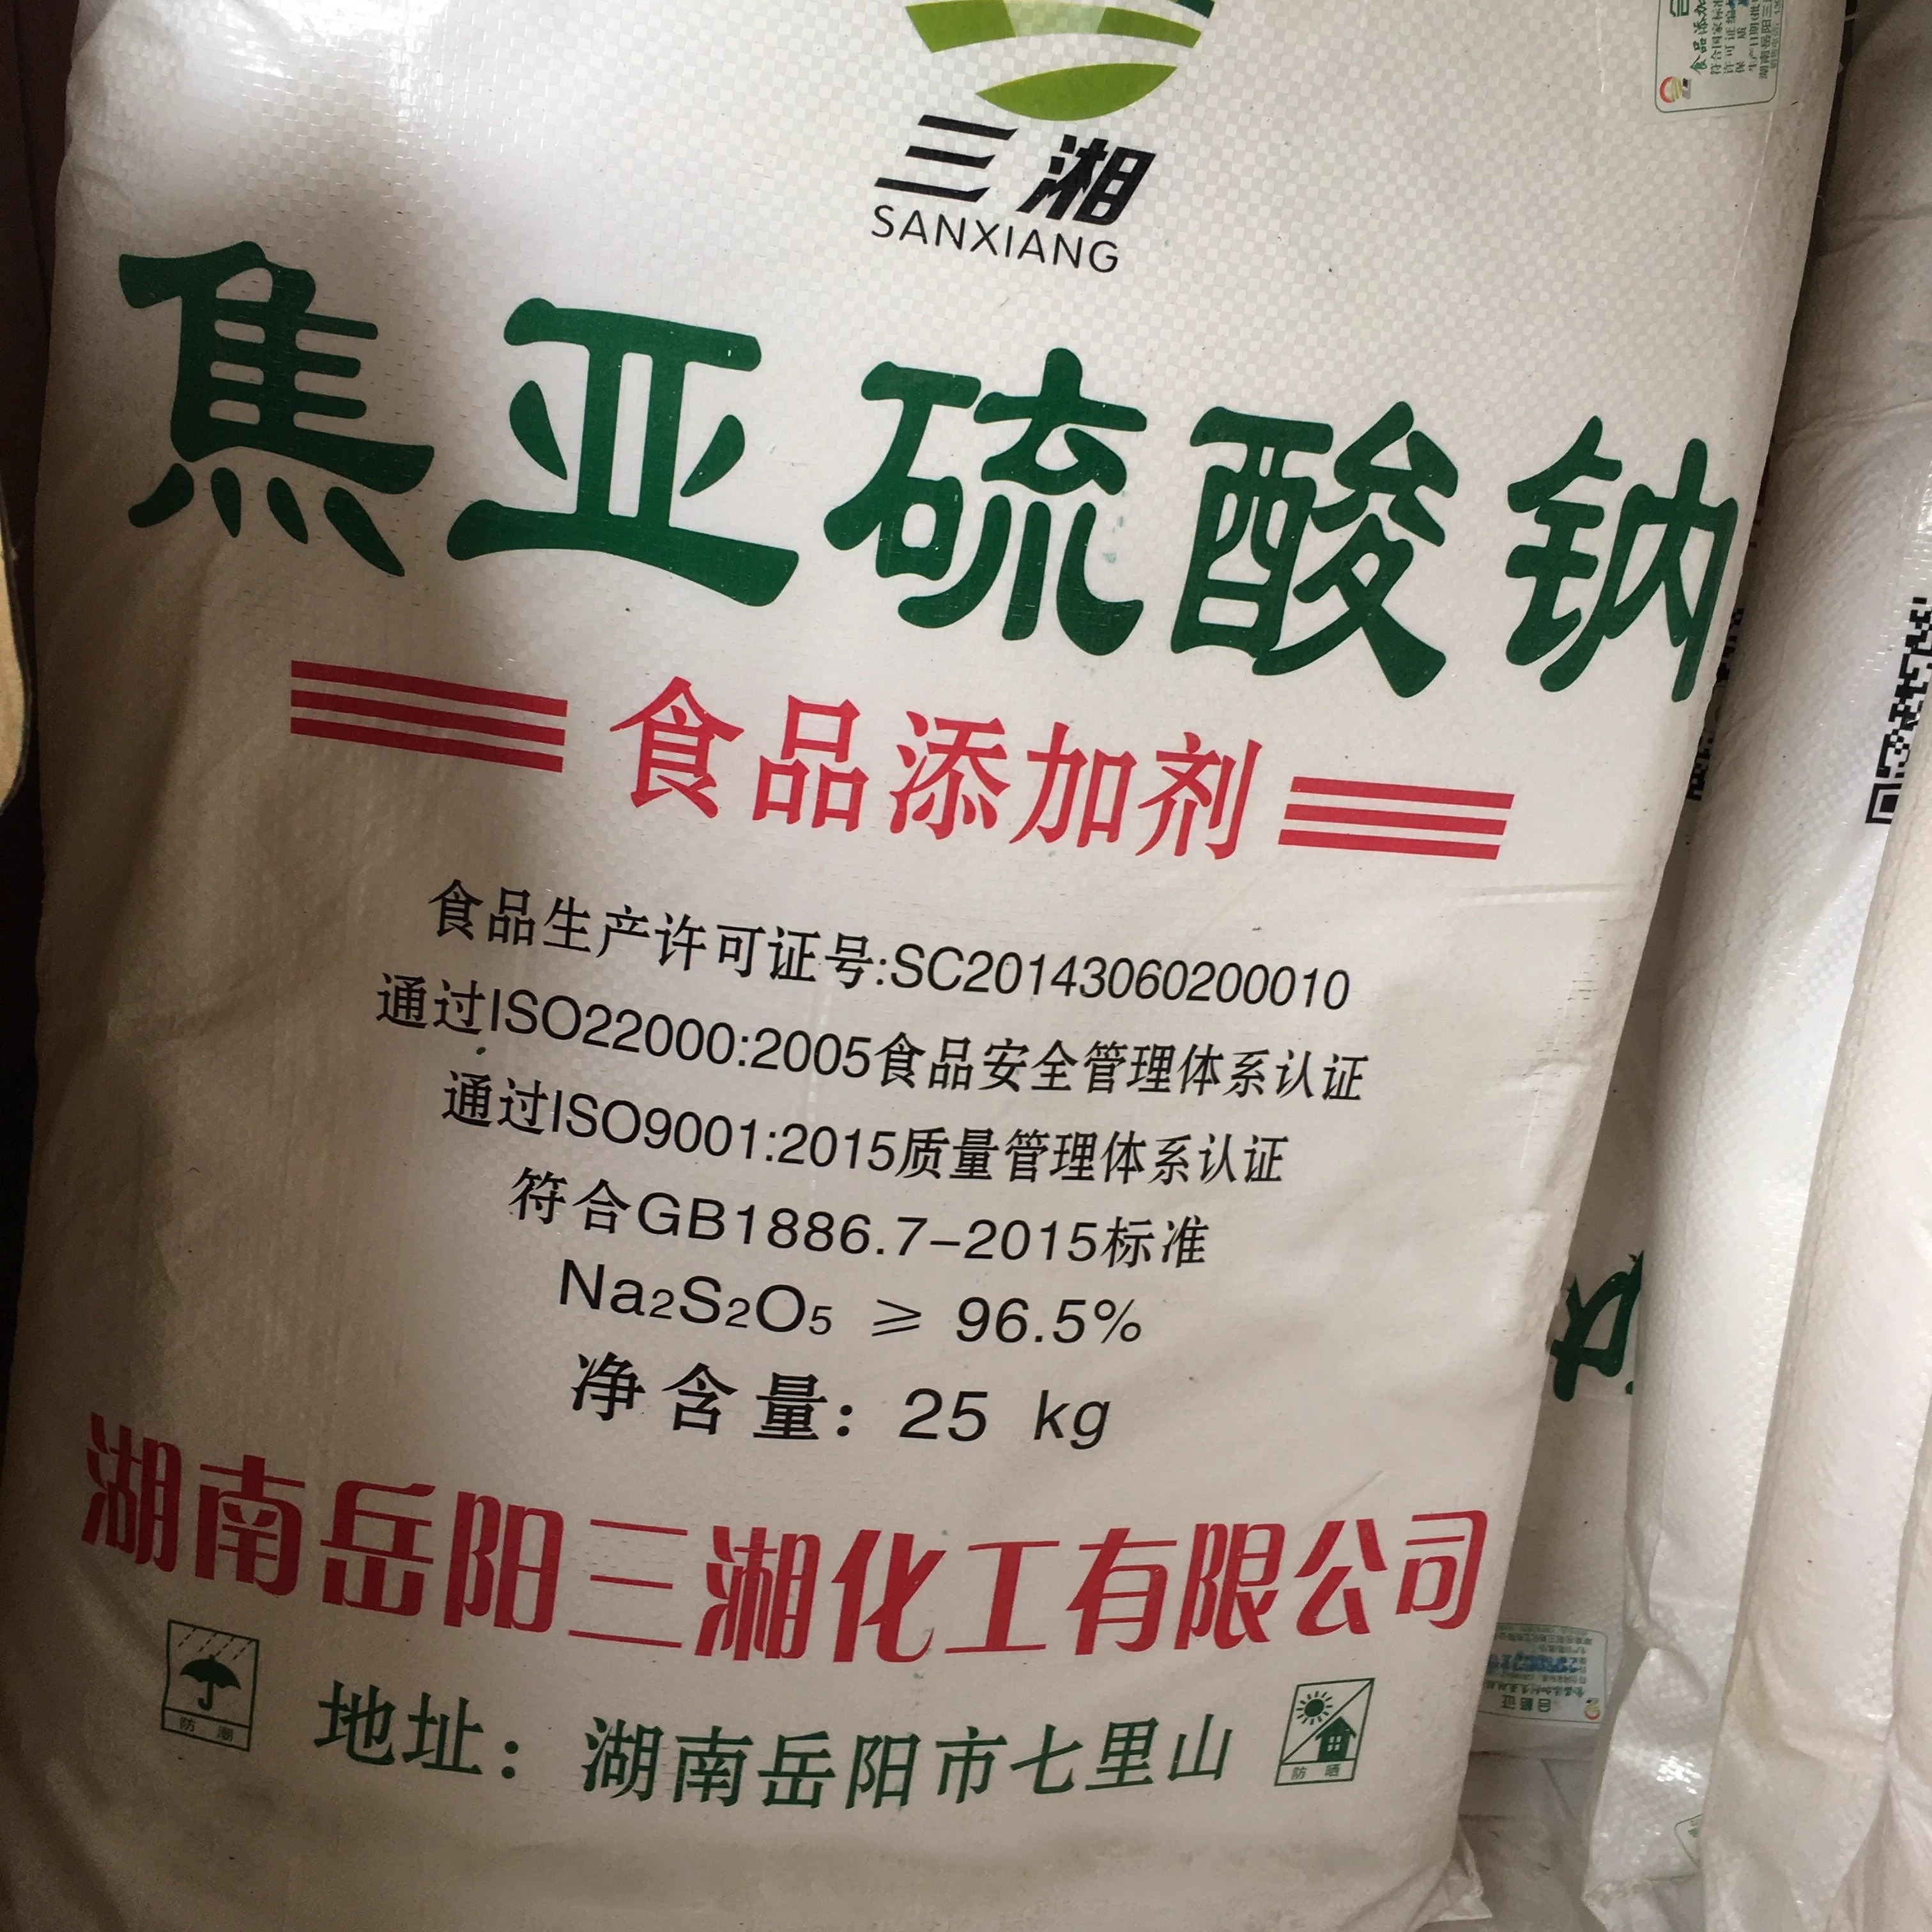 三湘
SANXIANG
焦亚硫酸钠
食品添加剂
食品生产许可证号:SC20143060200010
通过ISO22000:2005食品安全管理体系认证
通过ISO9001:2015质量管理体系认证
符合GB1886.7-2015标准
Na₂S₂O₅ ⩾ 96.5%
净含量: 25 kg
湖南岳阳三湘化工有限公司
防潮
地址: 湖南岳阳市七里山
防晒
合格证